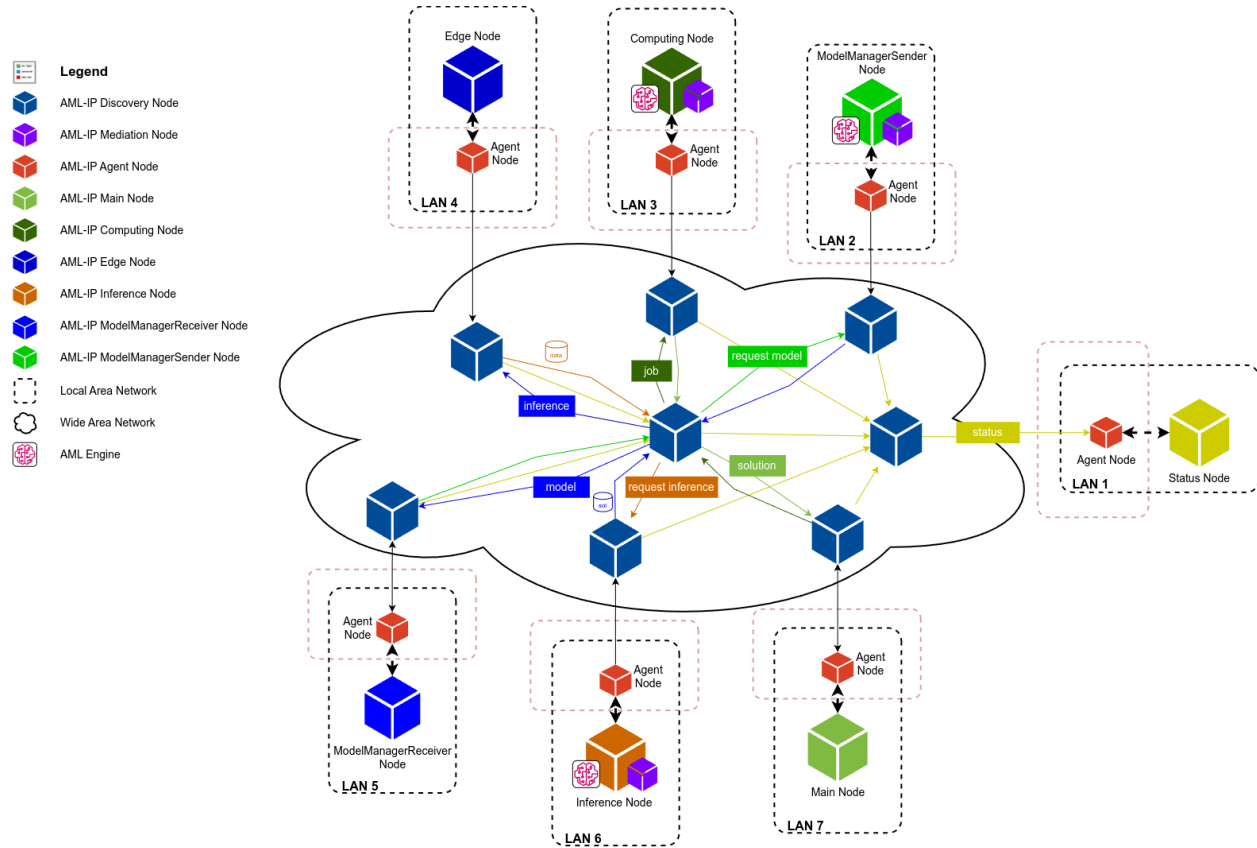 Legend
AML-IP Discovery Node
AML-IP Mediation Node
AML-IP Agent Node
AML-IP Main Node
AML-IP Computing Node
AML-IP Edge Node
AML-IP Inference Node
AML-IP ModelManagerReceiver Node
AML-IP ModelManagerSender Node
Local Area Network
Wide Area Network
AML Engine
Edge Node
Agent
Node
LAN 4
Computing Node
Agent
Node
LAN 3
ModelManagerSender
Node
Agent
Node
LAN 2
data
job
request model
inference
status
Agent Node
LAN 1
Status Node
model
sol
request inference
solution
Agent
Node
ModelManagerReceiver
Node
LAN 5
Agent
Node
Inference Node
LAN 6
Agent
Node
Main Node
LAN 7